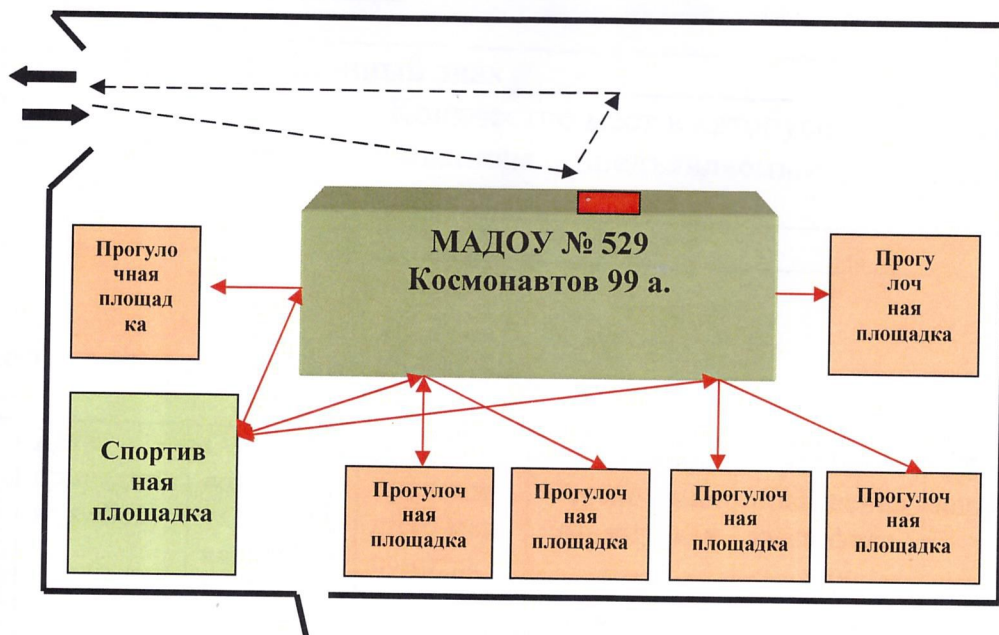 МАДОУ № 529
Космонавтов 99 а.
Прогуло
чная
площад
ка
Прогу
лоч
ная
площадка
Спортив
ная
площадка
Прогулоч
ная
площадка
Прогулоч
ная
площадка
Прогулоч
ная
площадка
Прогулоч
ная
площадка